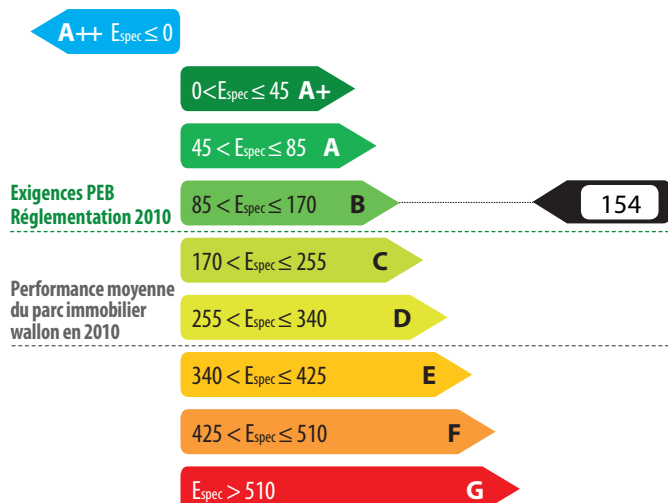 A++ Espec ≤ 0
0<Espec ≤ 45 A+
45 < Espec ≤ 85 A
Exigences PEB
Réglementation 2010
85 < Espec ≤ 170 B
154
170 < Espec ≤ 255 C
Performance moyenne
du parc immobilier
wallon en 2010
255 < Espec ≤ 340 D
340 < Espec ≤ 425 E
425 < Espec ≤ 510 F
Espec > 510 G